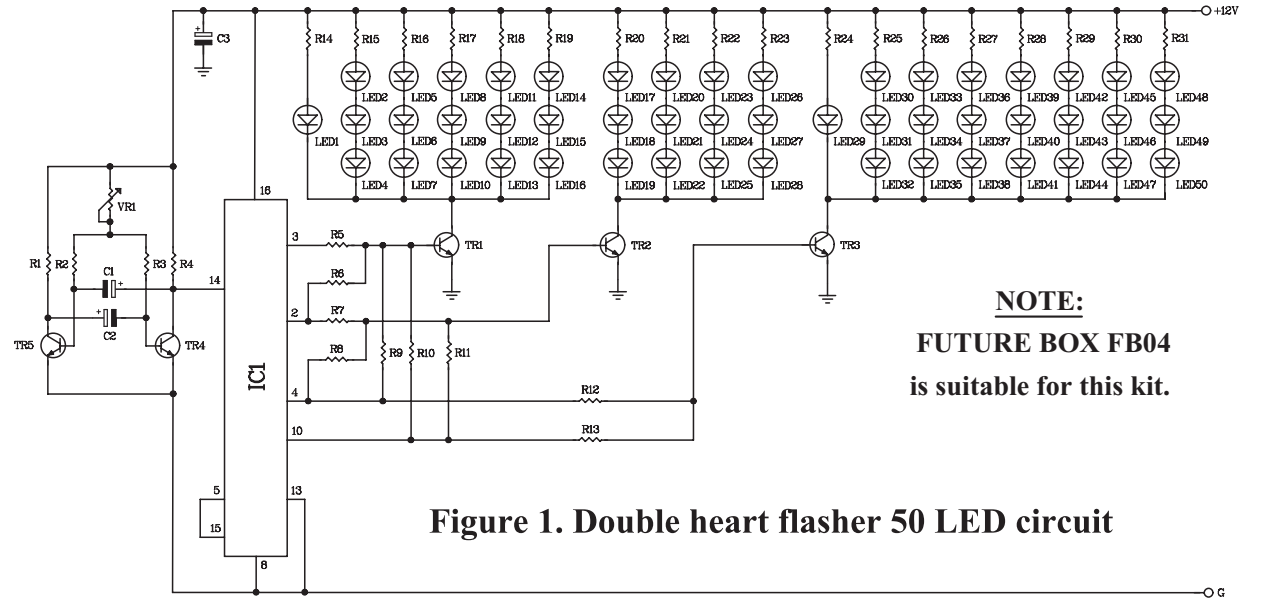 +12V
C3
R14 R15 R16 R17 R18 R19 R20 R21 R22 R23 R24 R25 R26 R27 R28 R29 R30 R31
LED2 LED5 LED8 LED11 LED14 LED17 LED20 LED23 LED26 LED30 LED33 LED36 LED39 LED42 LED45 LED48
LED1 LED3 LED6 LED9 LED12 LED15 LED18 LED21 LED24 LED27 LED29 LED31 LED34 LED37 LED40 LED43 LED46 LED49
LED4 LED7 LED10 LED13 LED16 LED19 LED22 LED25 LED28 LED32 LED35 LED38 LED41 LED44 LED47 LED50
VR1
16
3 R5 TR1 TR2 TR3
R1 R2 C1 R3 R4
14
R6
2 R7
C2
TR5 TR4
R8 R9 R10 R11
IC1
4 R12
10 R13
5 13
15
8
G
NOTE:
FUTURE BOX FB04
is suitable for this kit.
Figure 1. Double heart flasher 50 LED circuit